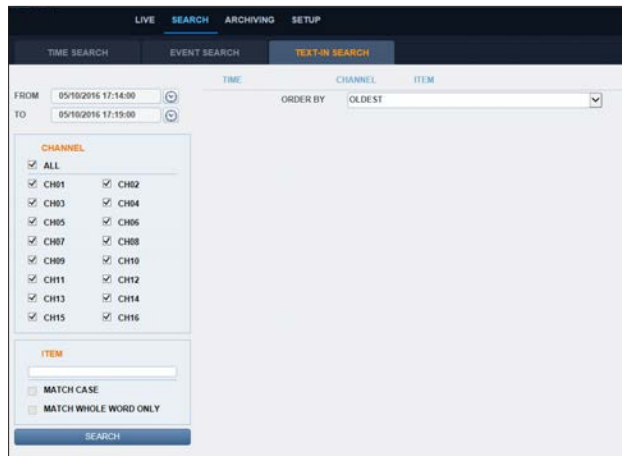 LIVE SEARCH ARCHIVING SETUP
TIME SEARCH EVENT SEARCH TEXT-IN SEARCH
TIME CHANNEL ITEM
FROM 05/10/2016 17:14:00
ORDER BY OLDEST
TO 05/10/2016 17:19:00
CHANNEL
ALL
CH01 CH02
CH03 CH04
CH05 CH06
CH07 CH08
CH09 CH10
CH11 CH12
CH13 CH14
CH15 CH16
ITEM
MATCH CASE
MATCH WHOLE WORD ONLY
SEARCH